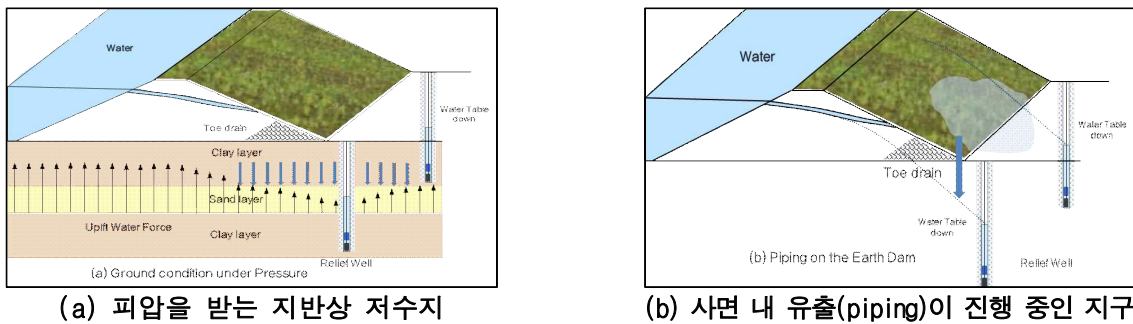 Water
Water Table
down
Toe drain
Clay layer
Sand layer
Uplift Water Force
Clay layer
Relief Well
(a) Ground condition under Pressure
(a) 피압을 받는 지반상 저수지
Water
Water Table
down
Toe drain
Water Table
down
(b) Piping on the Earth Dam
Relief Well
(b) 사면 내 유출(piping)이 진행 중인 지구